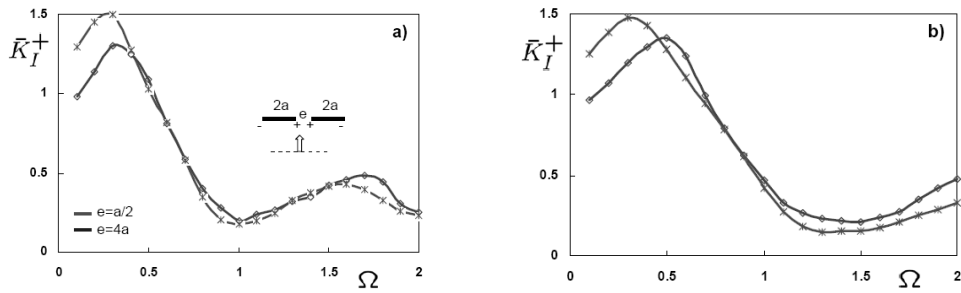 1.5
a)
K̄_I^+
1
2a e 2a
- + + -
0.5
e=a/2
e=4a
0
0 0.5 1 1.5 2
Ω
1.5
b)
K̄_I^+
1
0.5
0
0 0.5 1 1.5 2
Ω